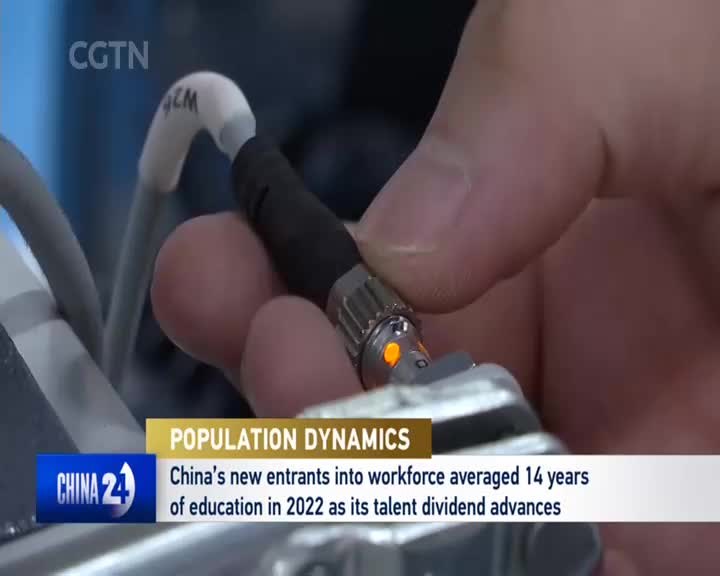 CGTN
W24
POPULATION DYNAMICS
CHINA 24
China's new entrants into workforce averaged 14 years
of education in 2022 as its talent dividend advances